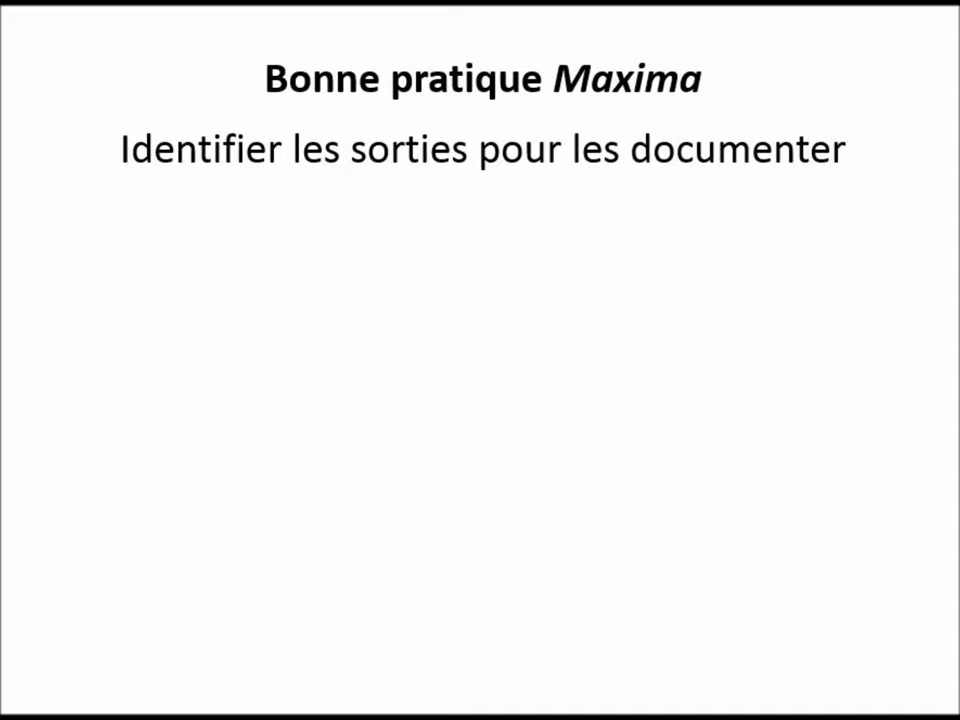 Bonne pratique Maxima
Identifier les sorties pour les documenter